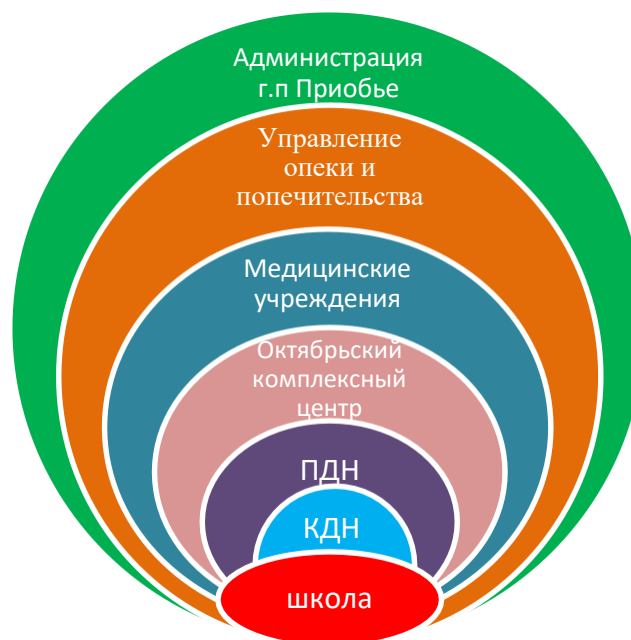 Администрация
г.п Приобье
Управление
опеки и
попечительства
Медицинские
учреждения
Октябрьский
комплексный
центр
ПДН
КДН
школа